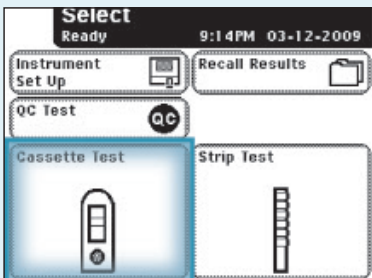 Select
Ready 9:14PM 03-12-2009
Instrument Set Up
Recall Results
QC Test
QC
Cassette Test
Strip Test